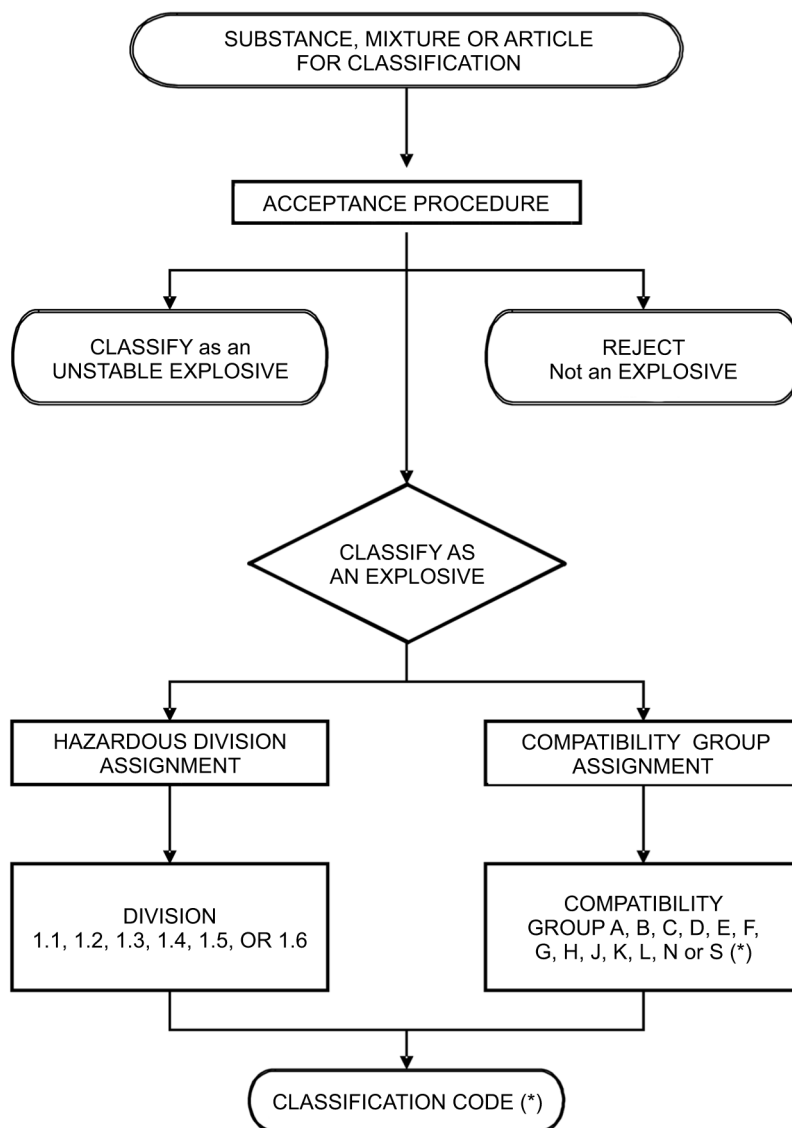 SUBSTANCE, MIXTURE OR ARTICLE
FOR CLASSIFICATION
ACCEPTANCE PROCEDURE
CLASSIFY as an
UNSTABLE EXPLOSIVE
REJECT
Not an EXPLOSIVE
CLASSIFY AS
AN EXPLOSIVE
HAZARDOUS DIVISION
ASSIGNMENT
COMPATIBILITY GROUP
ASSIGNMENT
DIVISION
1.1, 1.2, 1.3, 1.4, 1.5, OR 1.6
COMPATIBILITY
GROUP A, B, C, D, E, F,
G, H, J, K, L, N or S (*)
CLASSIFICATION CODE (*)